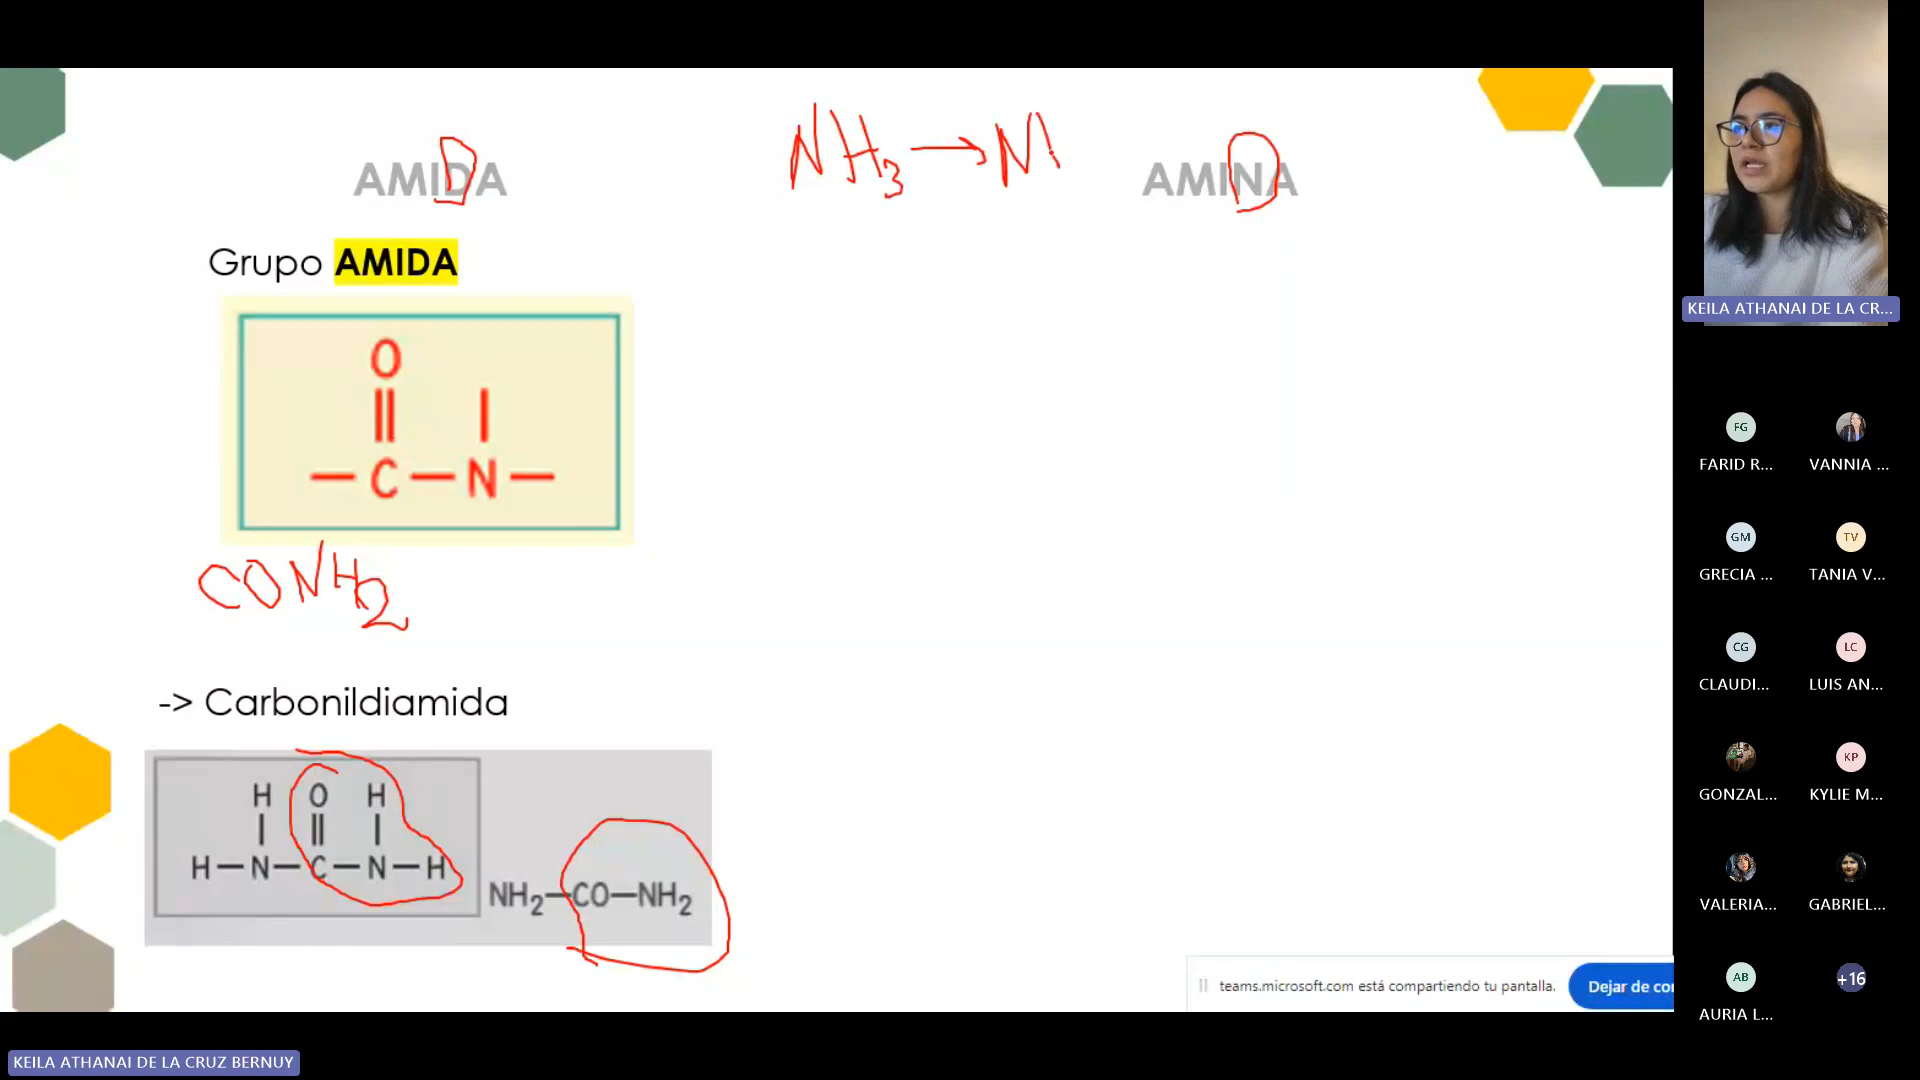 AMIDA
NH3 → N
AMINA
Grupo AMIDA
O
C — N
CONH2
-> Carbonildiamida
H O H
H — N — C — N — H
NH2—CO—NH2
teams.microsoft.com está compartiendo tu pantalla.
Dejar de co
KEILA ATHANAI DE LA CR...
FG
FARID R...
VANNIA ...
GM
GRECIA ...
TV
TANIA V...
CG
CLAUDI...
LC
LUIS AN...
GONZAL...
KP
KYLIE M...
VALERIA...
GABRIEL...
AB
AURIA L...
+16
KEILA ATHANAI DE LA CRUZ BERNUY